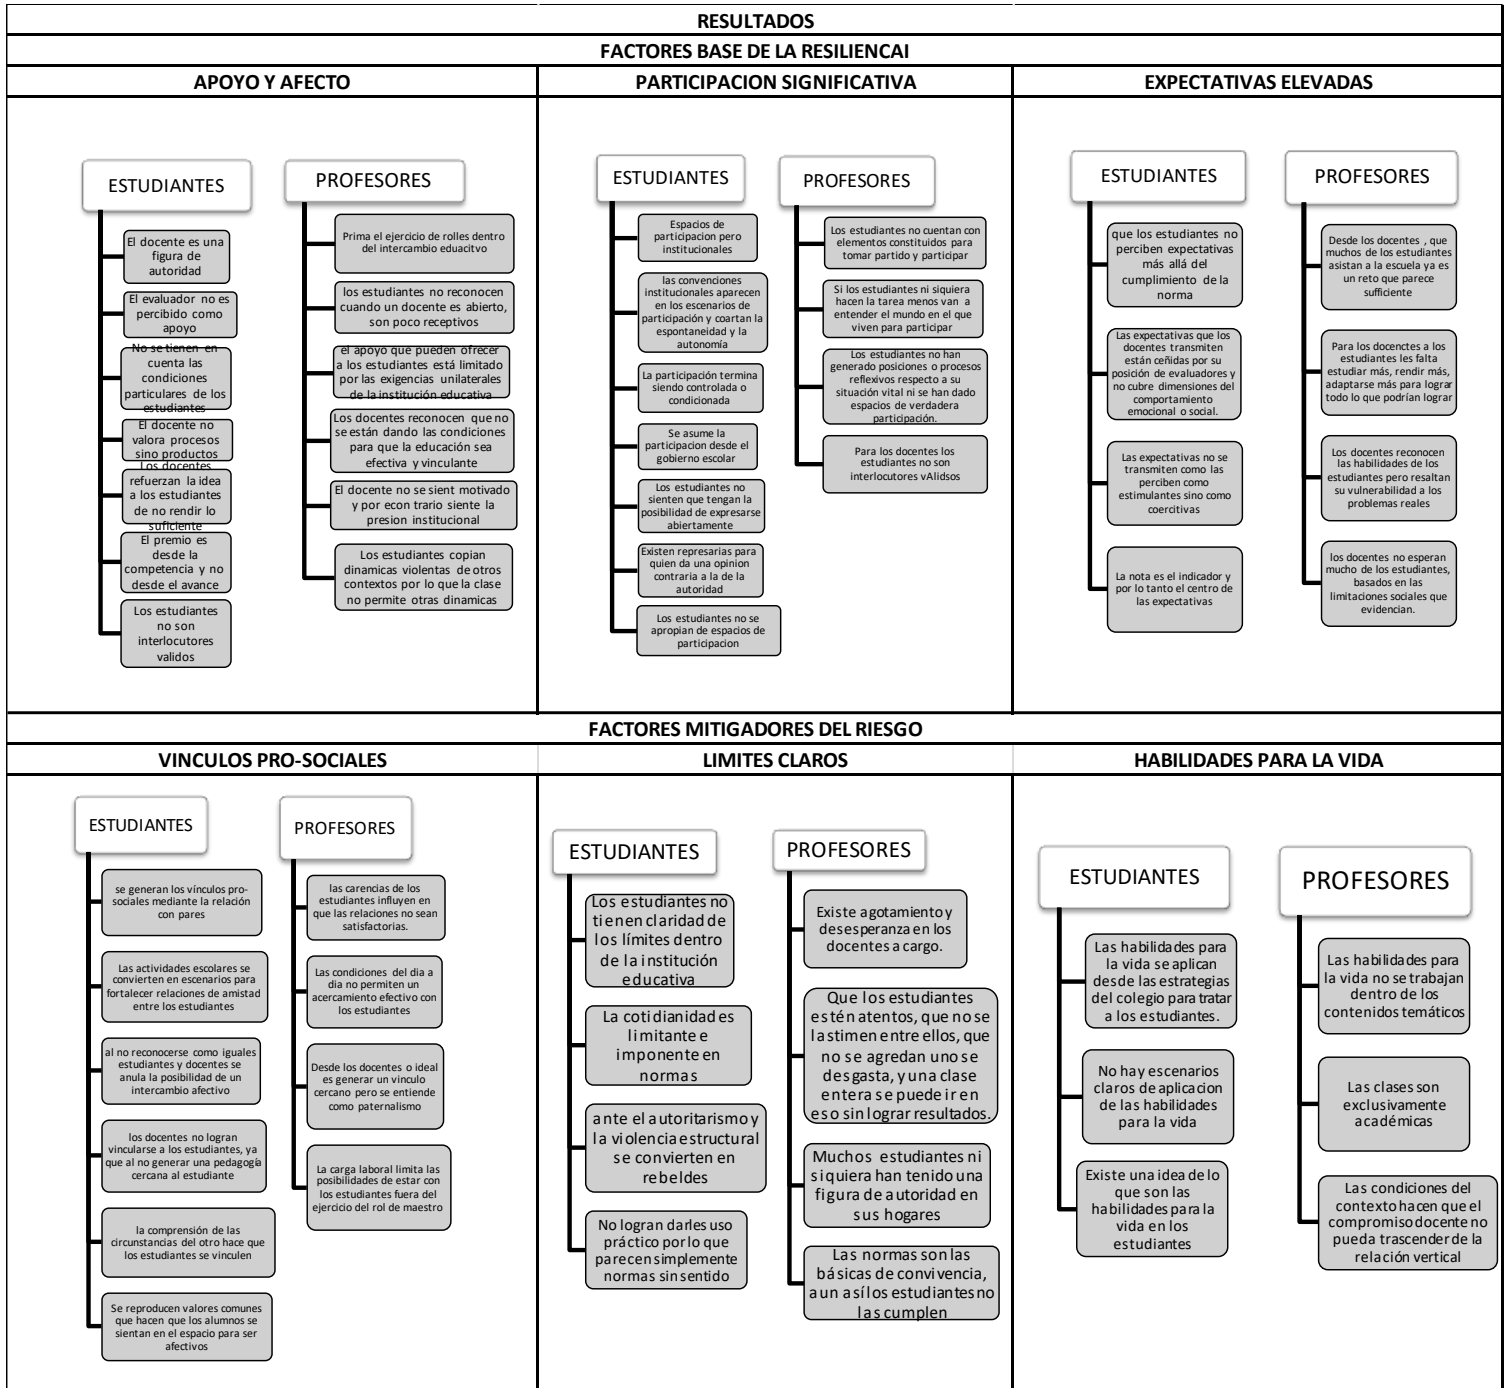 RESULTADOS
FACTORES BASE DE LA RESILIENCAI
APOYO Y AFECTO
ESTUDIANTES
El docente es una
figura de
autoridad
El evaluador no es
percibido como
apoyo
No se tienen en
cuenta las
condiciones
particulares de los
estudiantes
El docente no
valora procesos
sino productos
Los docentes
refuerzan la idea
a los estudiantes
de no rendir lo
suficiente
El premio es
desde la
competencia y no
desde el avance
Los estudiantes
no son
interlocutores
validos
PROFESORES
Prima el ejercicio de rolles dentro
del intercambio eduacitvo
los estudiantes no reconocen
cuando un docente es abierto,
son poco receptivos
el apoyo que pueden ofrecer
a los estudiantes está limitado
por las exigencias unilaterales
de la institución educativa
Los docentes reconocen que no
se están dando las condiciones
para que la educación sea
efectiva y vinculante
El docente no se sient motivado
y por econ trario siente la
presion institucional
Los estudiantes copian
dinamicas violentas de otros
contextos por lo que la clase
no permite otras dinamicas
PARTICIPACION SIGNIFICATIVA
ESTUDIANTES
Espacios de
participacion pero
institucionales
las convenciones
institucionales aparecen
en los escenarios de
participación y coartan la
espontaneidad y la
autonomía
La participación termina
siendo controlada o
condicionada
Se asume la
participacion desde el
gobierno escolar
Los estudiantes no
sienten que tengan la
posibilidad de expresarse
abiertamente
Existen represarias para
quien da una opinion
contraria a la de la
autoridad
Los estudiantes no se
apropian de espacios de
participacion
PROFESORES
Los estudiantes no cuentan con
elementos constituidos para
tomar partido y participar
Si los estudiantes ni siquiera
hacen la tarea menos van a
entender el mundo en el que
viven para participar
Los estudiantes no han
generado posiciones o procesos
reflexivos respecto a su
situación vital ni se han dado
espacios de verdadera
participación.
Para los docentes los
estudiantes no son
interlocutores vAlidsos
EXPECTATIVAS ELEVADAS
ESTUDIANTES
que los estudiantes no
perciben expectativas
más allá del
cumplimiento de la
norma
Las expectativas que los
docentes transmiten
están ceñidas por su
posición de evaluadores y
no cubre dimensiones del
comportamiento
emocional o social.
Las expectativas no se
transmiten como las
perciben como
estimulantes sino como
coercitivas
La nota es el indicador y
por lo tanto el centro de
las expectativas
PROFESORES
Desde los docentes , que
muchos de los estudiantes
asistan a la escuela ya es
un reto que parece
sufficiente
Para los doncetes a los
estudiantes les falta
estudiar más, rendir más,
adaptarse más para lograr
todo lo que podrían lograr
Los docentes reconocen
las habilidades de los
estudiantes pero resaltan
su vulnerabilidad a los
problemas reales
los docentes no esperan
mucho de los estudiantes,
basados en las
limitaciones sociales que
evidencian.
FACTORES MITIGADORES DEL RIESGO
VINCULOS PRO-SOCIALES
ESTUDIANTES
se generan los vínculos pro-
sociales mediante la relación
con pares
Las actividades escolares se
convierten en escenarios para
fortalecer relaciones de amistad
entre los estudiantes
al no reconocerse como iguales
estudiantes y docentes se
anula la posibilidad de un
intercambio afectivo
los docentes no logran
vincularse a los estudiantes, ya
que al no generar una pedagogía
cercana al estudiante
la comprensión de las
circunstancias del otro hace que
los estudiantes se vinculen
Se reproducen valores comunes
que hacen que los alumnos se
sientan en el espacio para ser
afectivos
PROFESORES
las carencias de los
estudiantes influyen en
que las relaciones no sean
satisfactorias.
Las condiciones del dia a
dia no permiten un
acercamiento efectivo con
los estudiantes
Desde los docentes o ideal
es generar un vinculo
cercano pero se entiende
como paternalismo
La carga laboral limita las
posibilidades de estar con
los estudiantes fuera del
ejercicio del rol de maestro
LIMITES CLAROS
ESTUDIANTES
Los estudiantes no
tienen claridad de
los límites dentro
de la institución
educativa
La cotidianidad es
limitante e
imponente en
normas
ante el autoritarismo y
la violencia estructural
se convierten en
rebeldes
No logran darles uso
práctico por lo que
parecen simplemente
normas sin sentido
PROFESORES
Existe agotamiento y
desesperanza en los
docentes a cargo.
Que los estudiantes
estén atentos, que no se
lastimen entre ellos, que
no se agredan uno se
desgasta, y una clase
entera se puede ir en
eso sin lograr resultados.
Muchos estudiantes ni
siquiera han tenido una
figura de autoridad en
sus hogares
Las normas son las
básicas de convivencia,
aun así los estudiantes no
las cumplen
HABILIDADES PARA LA VIDA
ESTUDIANTES
Las habilidades para
la vida se aplican
desde las estrategias
del colegio para tratar
a los estudiantes.
No hay escenarios
claros de aplicacion
de las habilidades
para la vida
Existe una idea de lo
que son las
habilidades para la
vida en los
estudiantes
PROFESORES
Las habilidades para
la vida no se trabajan
dentro de los
contenidos temáticos
Las clases son
exclusivamente
académicas
Las condiciones del
contexto hacen que el
compromiso docente no
pueda trascender de la
relación vertical